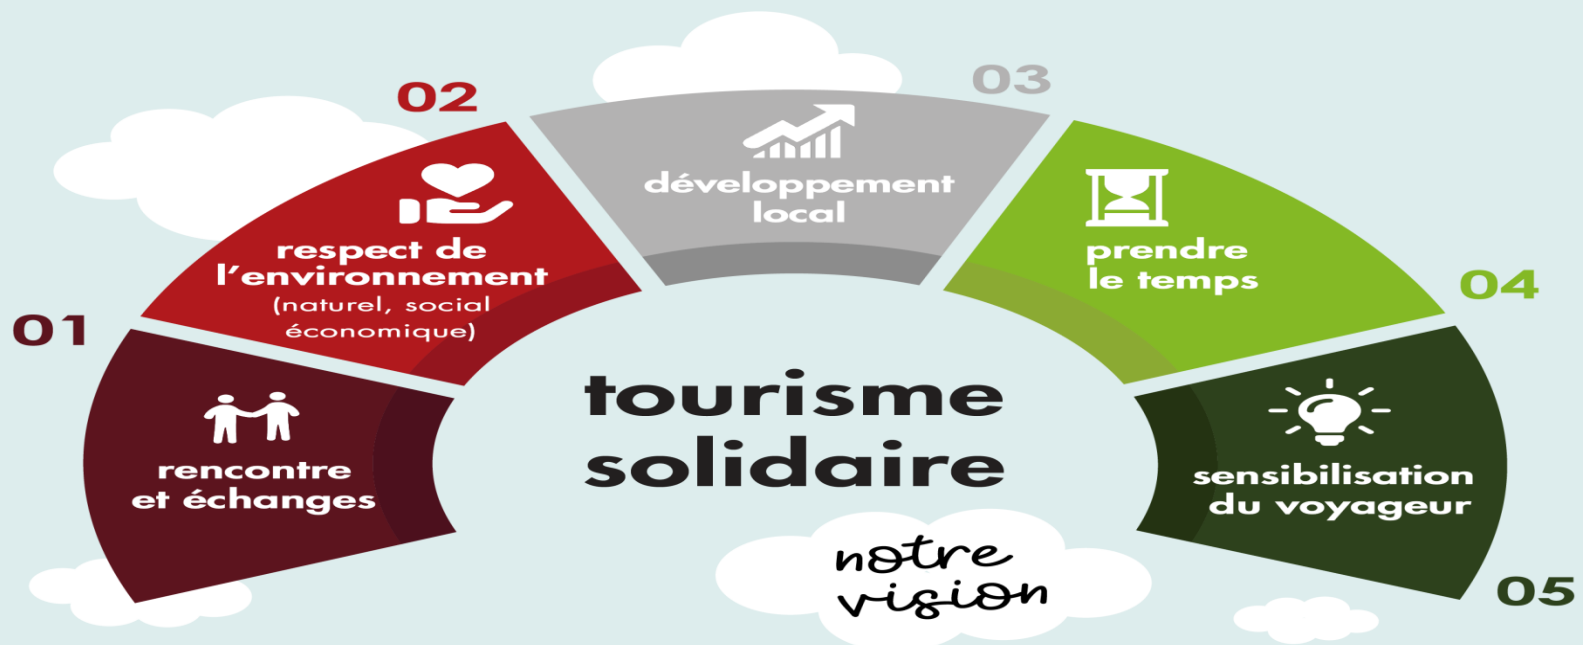 01
rencontre
et échanges
02
respect de
l'environnement
(naturel, social
économique)
03
développement
local
04
prendre
le temps
05
sensibilisation
du voyageur
tourisme
solidaire
notre
vision